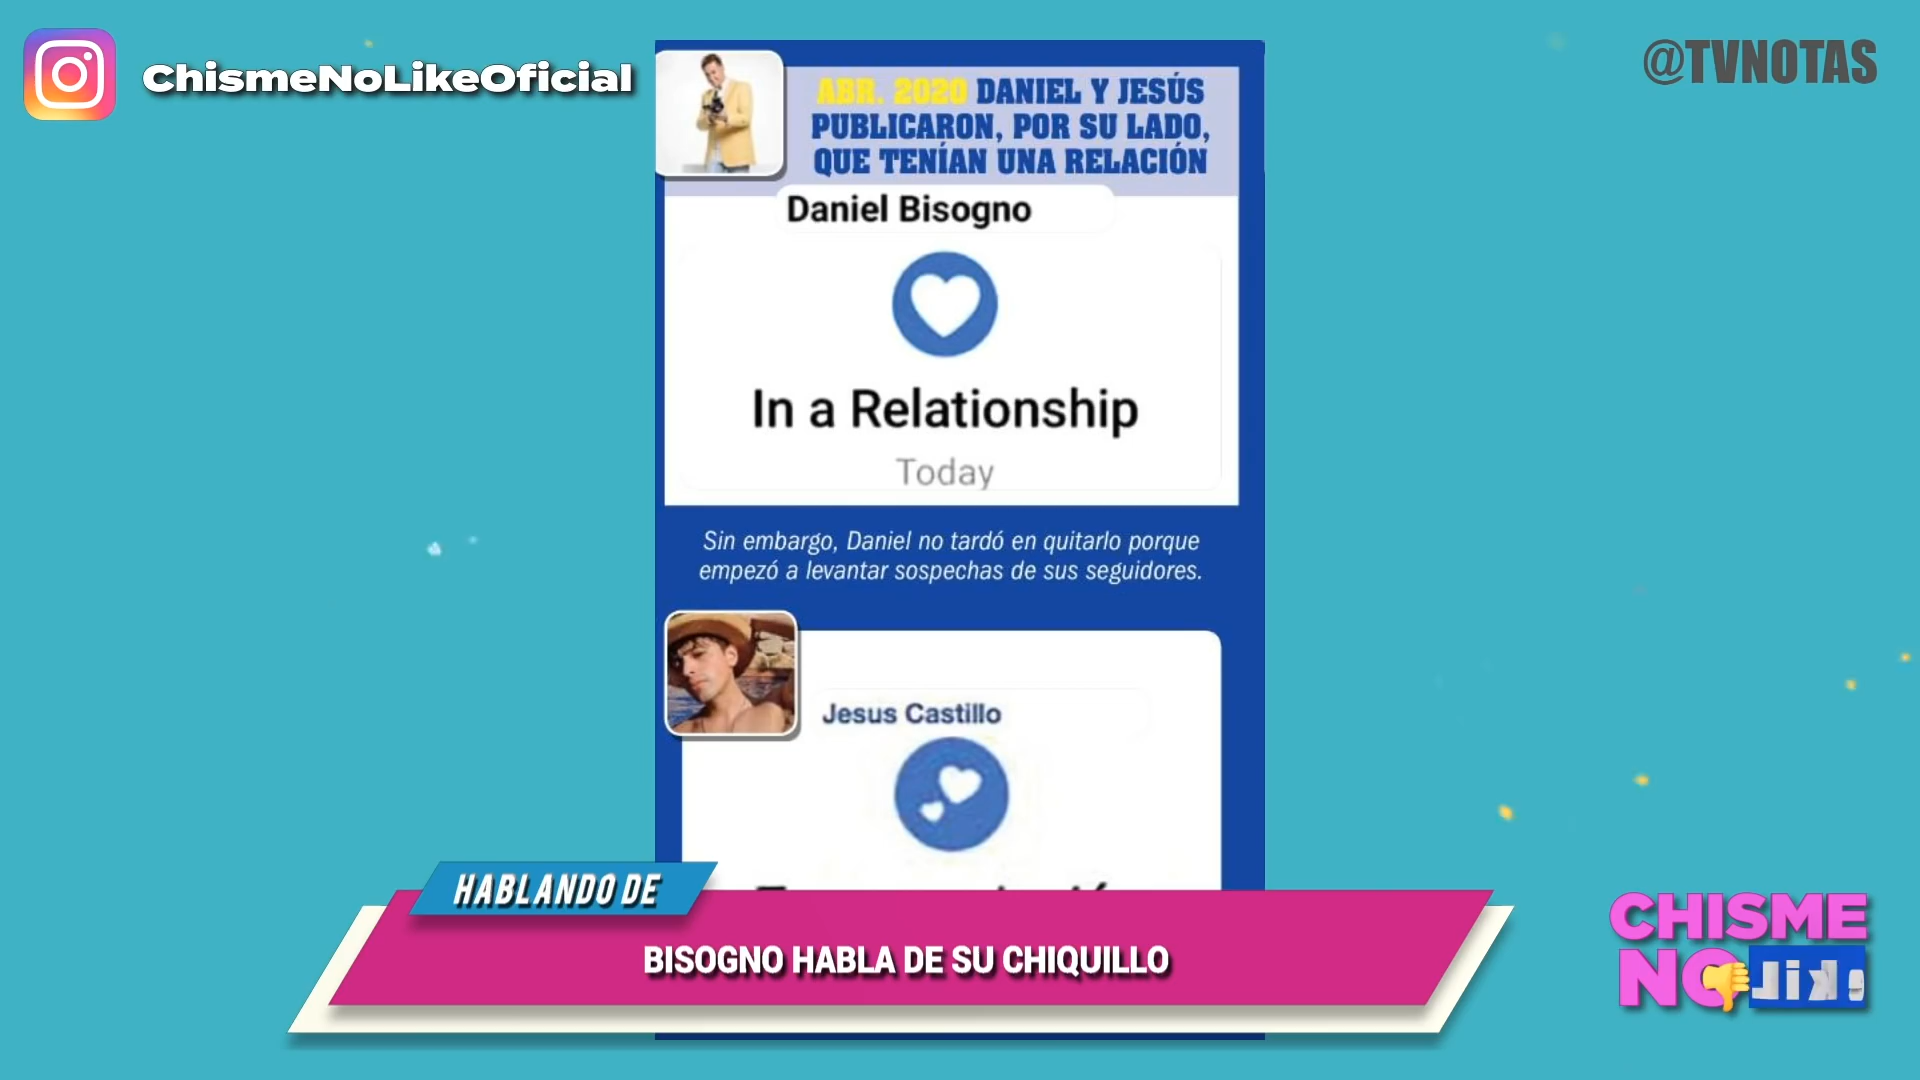 ChismeNoLikeOficial
@TVNOTAS
ABR. 2020 DANIEL Y JESÚS
PUBLICARON, POR SU LADO,
QUE TENÍAN UNA RELACIÓN
Daniel Bisogno
In a Relationship
Today
Sin embargo, Daniel no tardó en quitarlo porque
empezó a levantar sospechas de sus seguidores.
Jesus Castillo
HABLANDO DE
BISOGNO HABLA DE SU CHIQUILLO
CHISME
NO